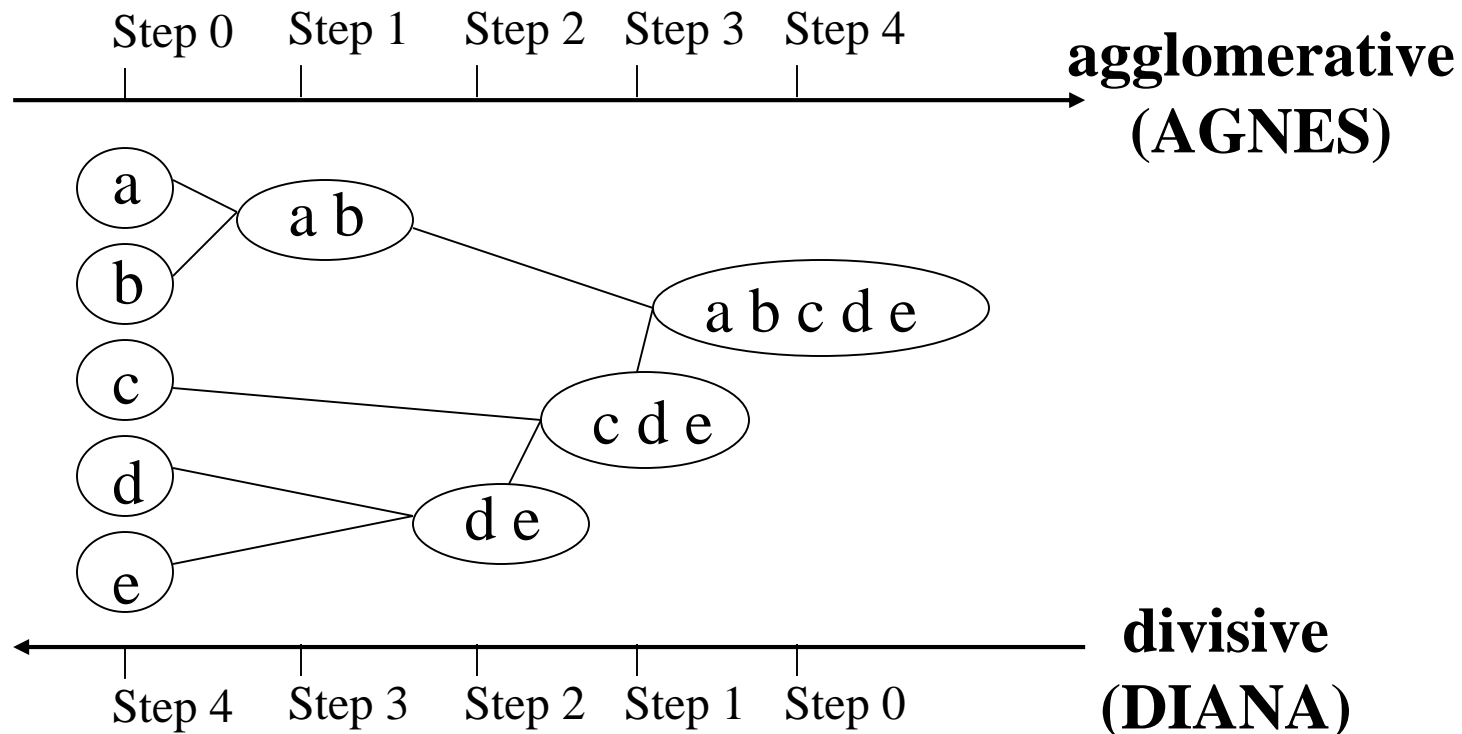 Step 0 Step 1 Step 2 Step 3 Step 4
agglomerative
(AGNES)
a
a b
b
a b c d e
c
c d e
d
d e
e
divisive
(DIANA)
Step 4 Step 3 Step 2 Step 1 Step 0